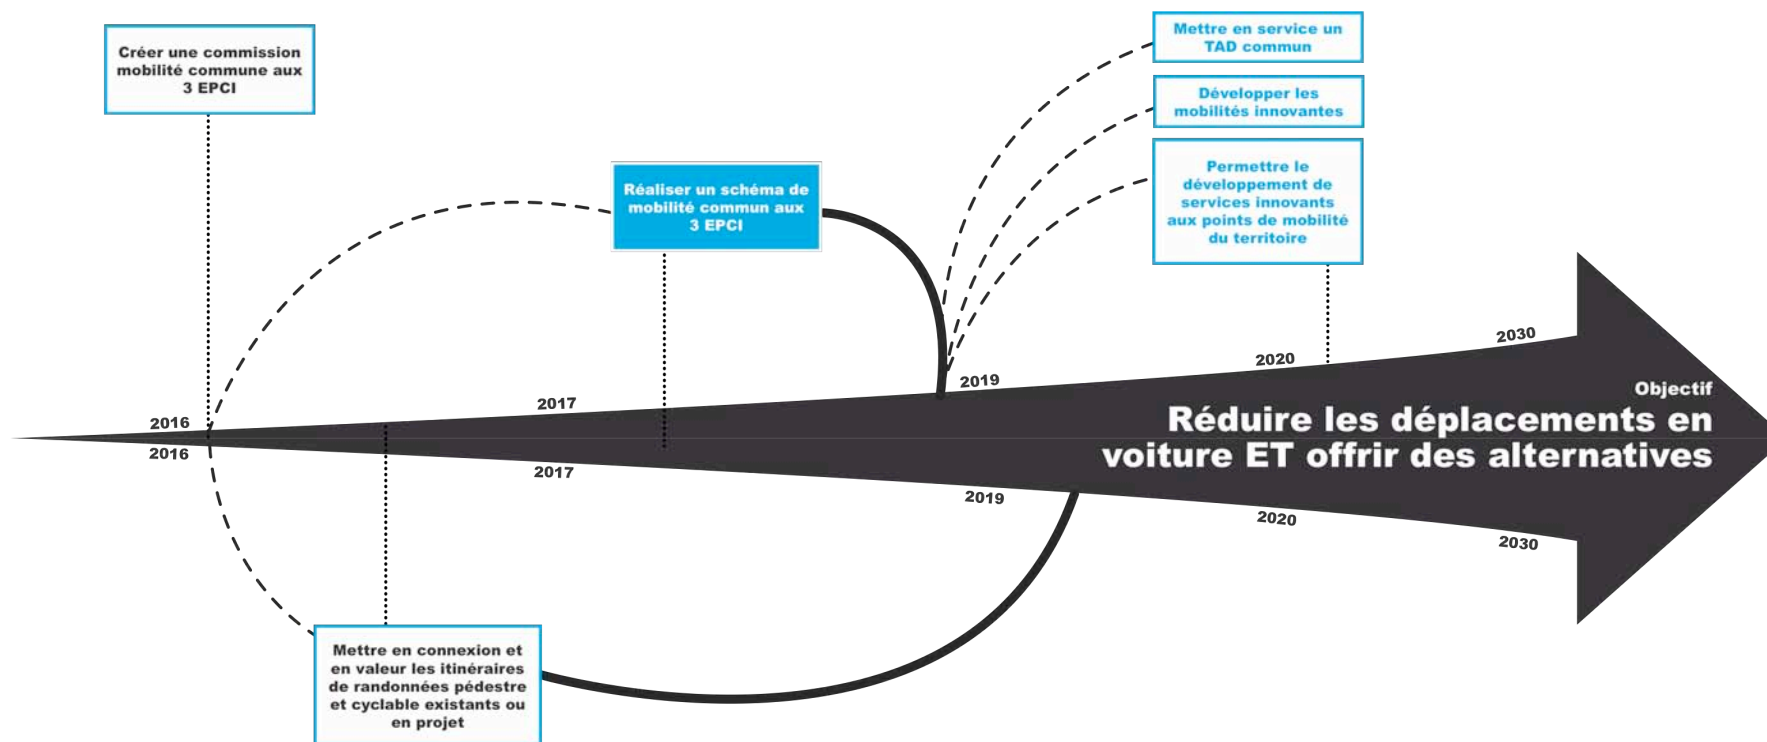 Créer une commission
mobilité commune aux
3 EPCI
Mettre en service un
TAD commun
Développer les
mobilités innovantes
Permettre le
développement de
services innovants
aux points de mobilité
du territoire
Réaliser un schéma de
mobilité commun aux
3 EPCI
2016
2017
2019
2020
2030
Objectif
Réduire les déplacements en
voiture ET offrir des alternatives
2016
2017
2019
2020
2030
Mettre en connexion et
en valeur les itinéraires
de randonnées pédestre
et cyclable existants ou
en projet